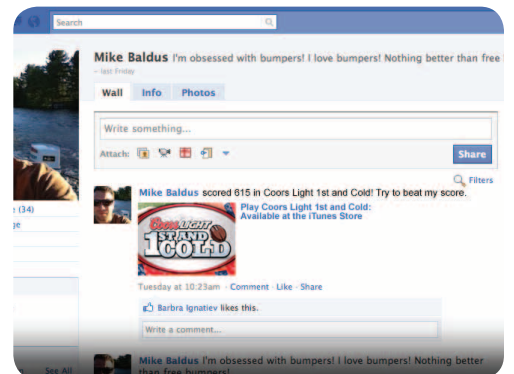 Search
Mike Baldus I'm obsessed with bumpers! I love bumpers! Nothing better than free
– last Friday
Wall Info Photos
Write something...
Attach: Share
Filters
Mike Baldus scored 615 in Coors Light 1st and Cold! Try to beat my score.
Coors LIGHT
1ST AND
COLD
Play Coors Light 1st and Cold:
Available at the iTunes Store
Tuesday at 10:23am · Comment · Like · Share
Barbra Ignatiev likes this.
Write a comment...
(34)
See All
Mike Baldus I'm obsessed with bumpers! I love bumpers! Nothing better
than free bumpers!